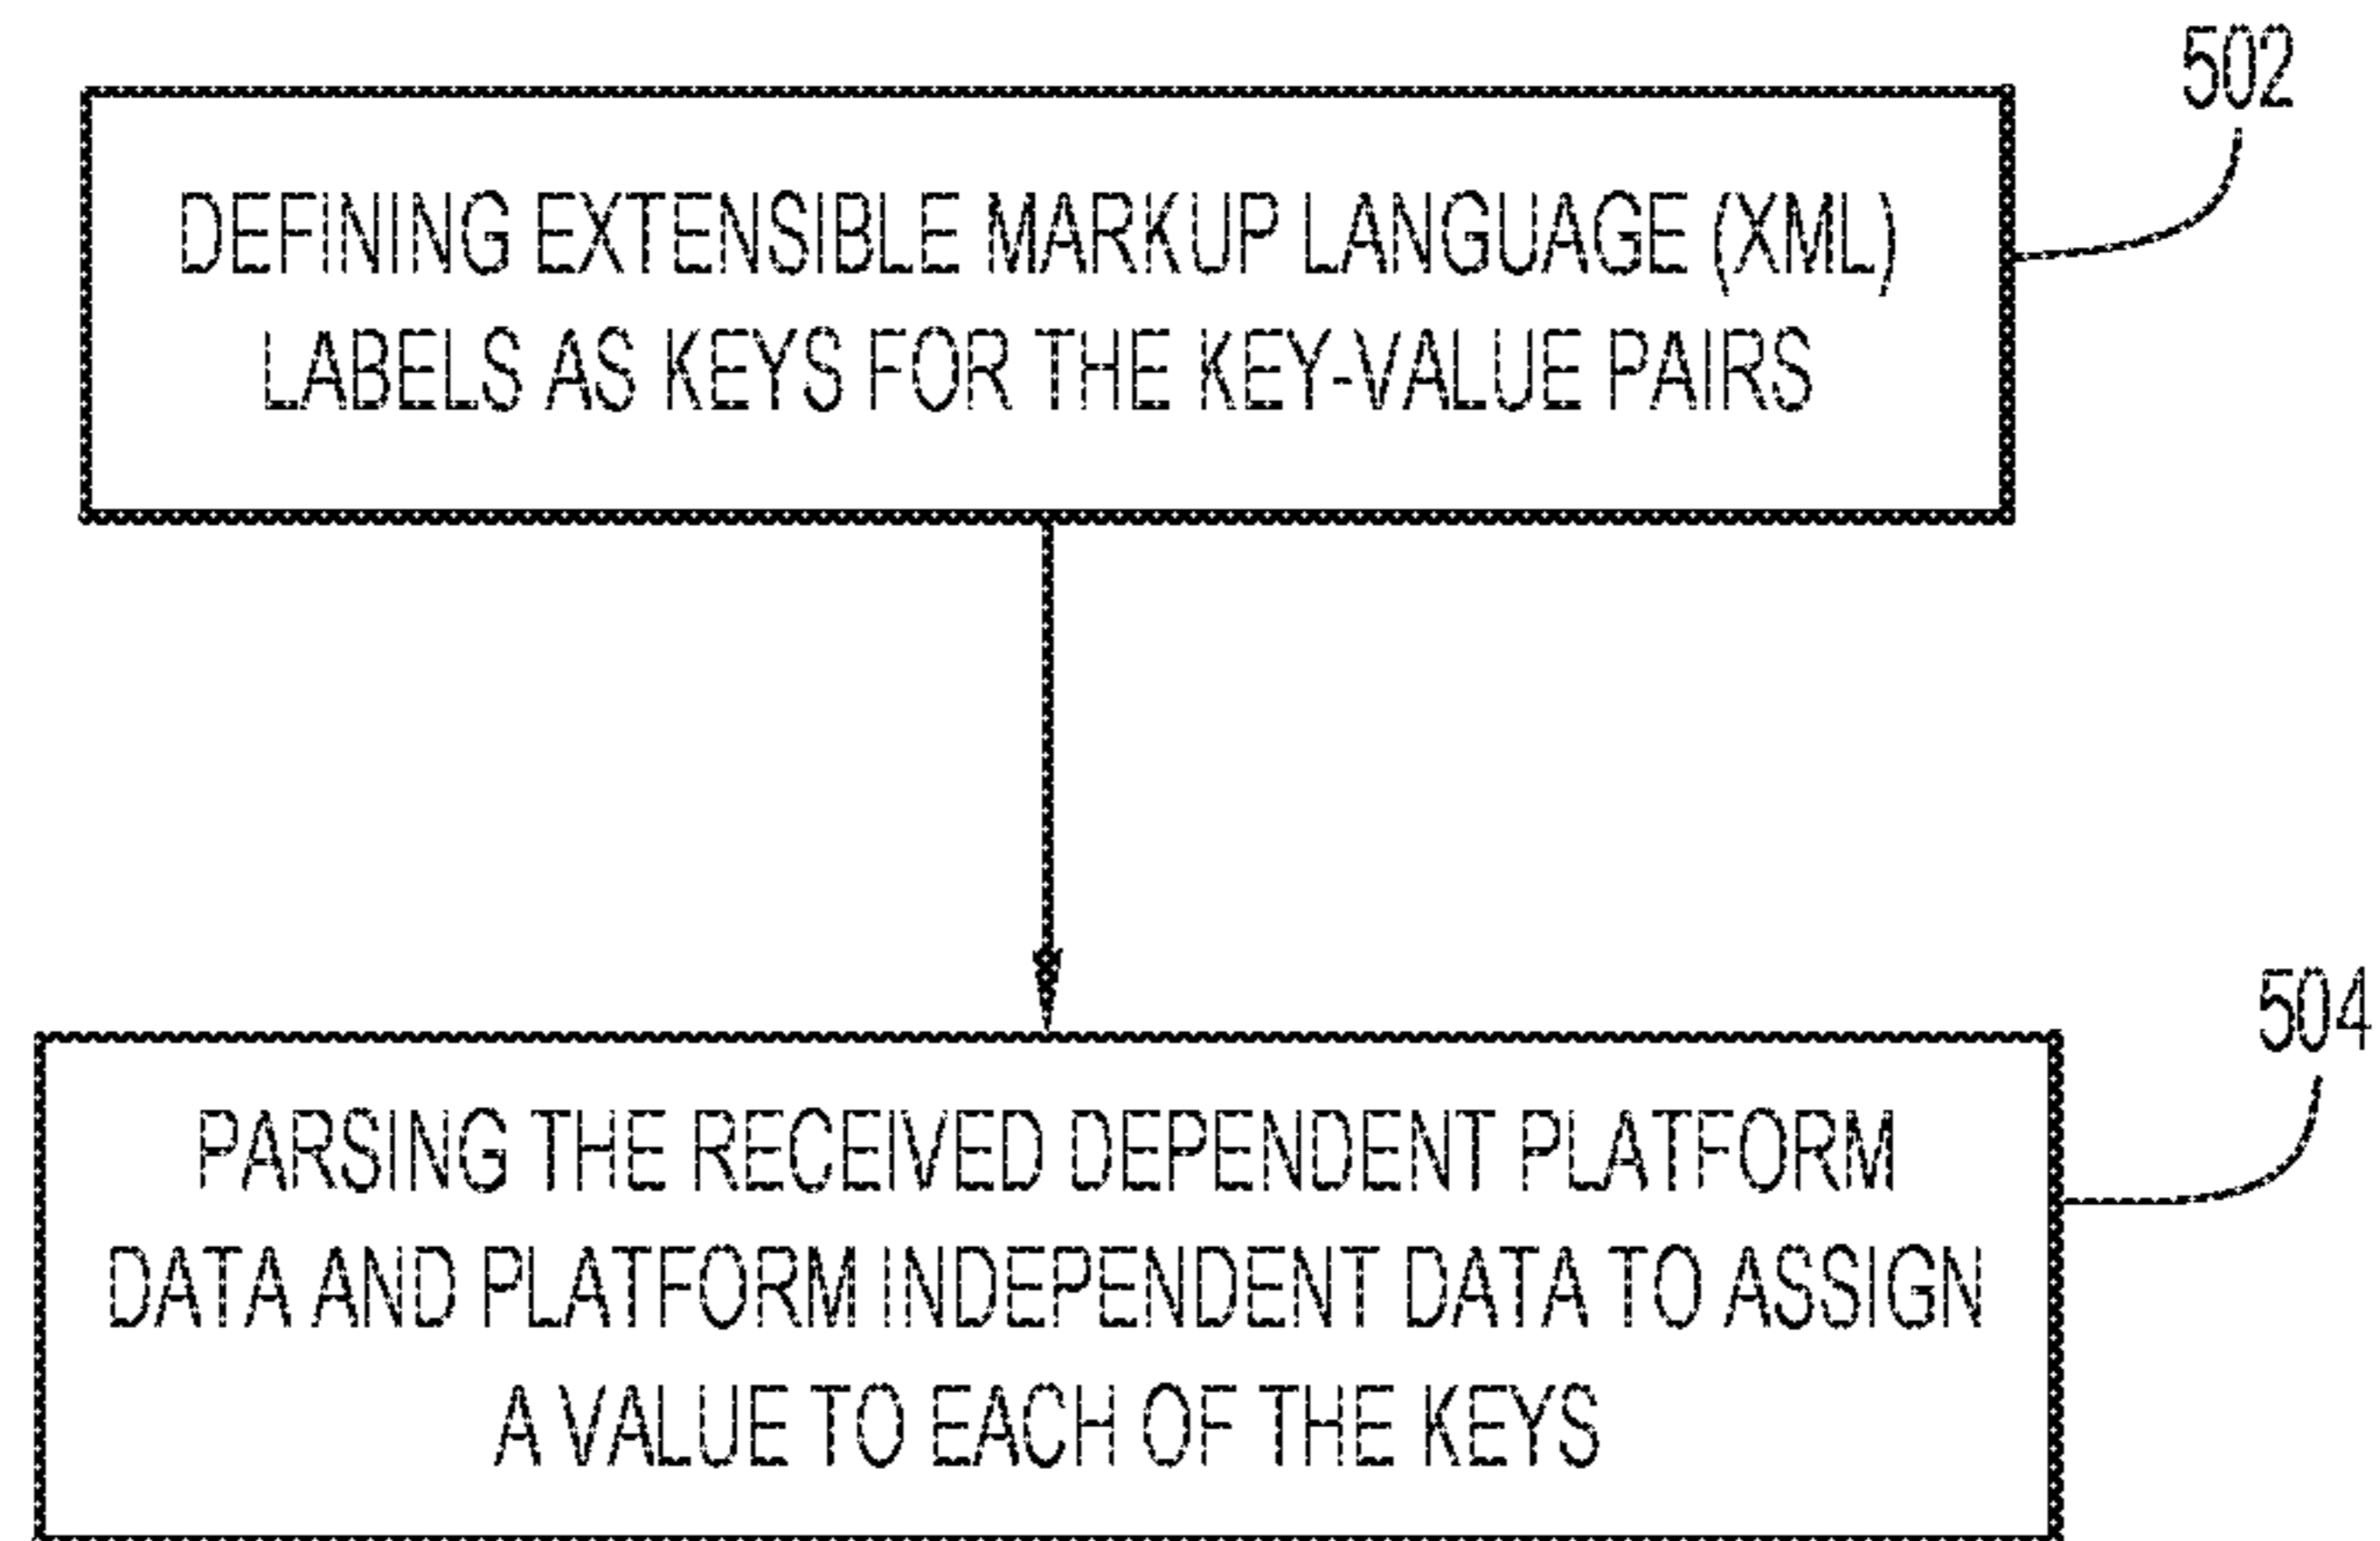 502
DEFINING EXTENSIBLE MARKUP LANGUAGE (XML)
LABELS AS KEYS FOR THE KEY-VALUE PAIRS
504
PARSING THE RECEIVED DEPENDENT PLATFORM
DATA AND PLATFORM INDEPENDENT DATA TO ASSIGN
A VALUE TO EACH OF THE KEYS